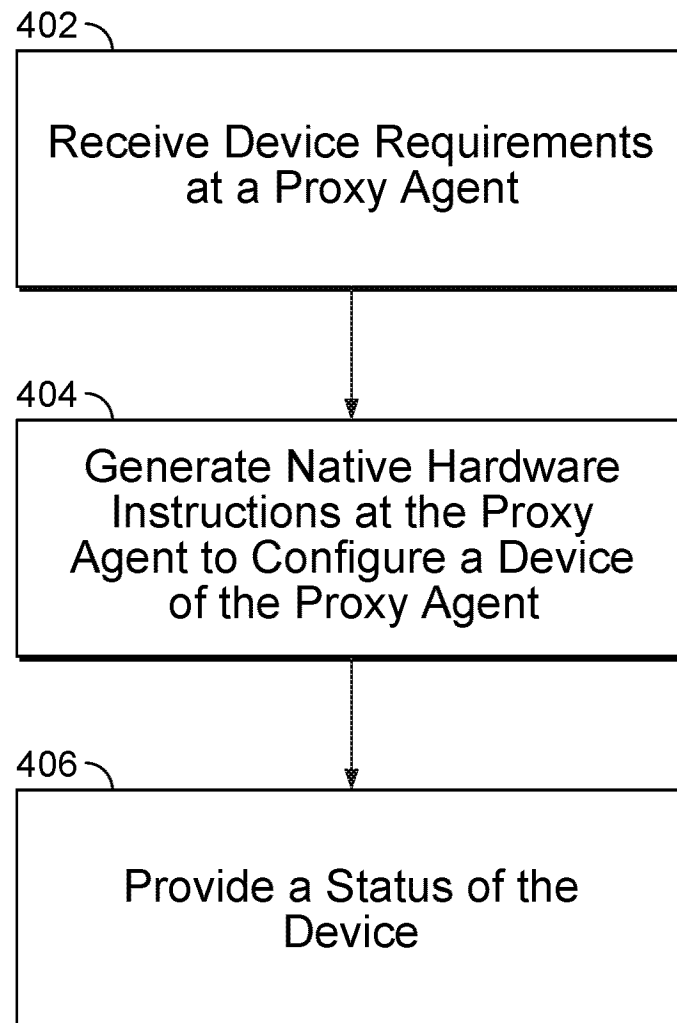 402
Receive Device Requirements
at a Proxy Agent
404
Generate Native Hardware
Instructions at the Proxy
Agent to Configure a Device
of the Proxy Agent
406
Provide a Status of the
Device